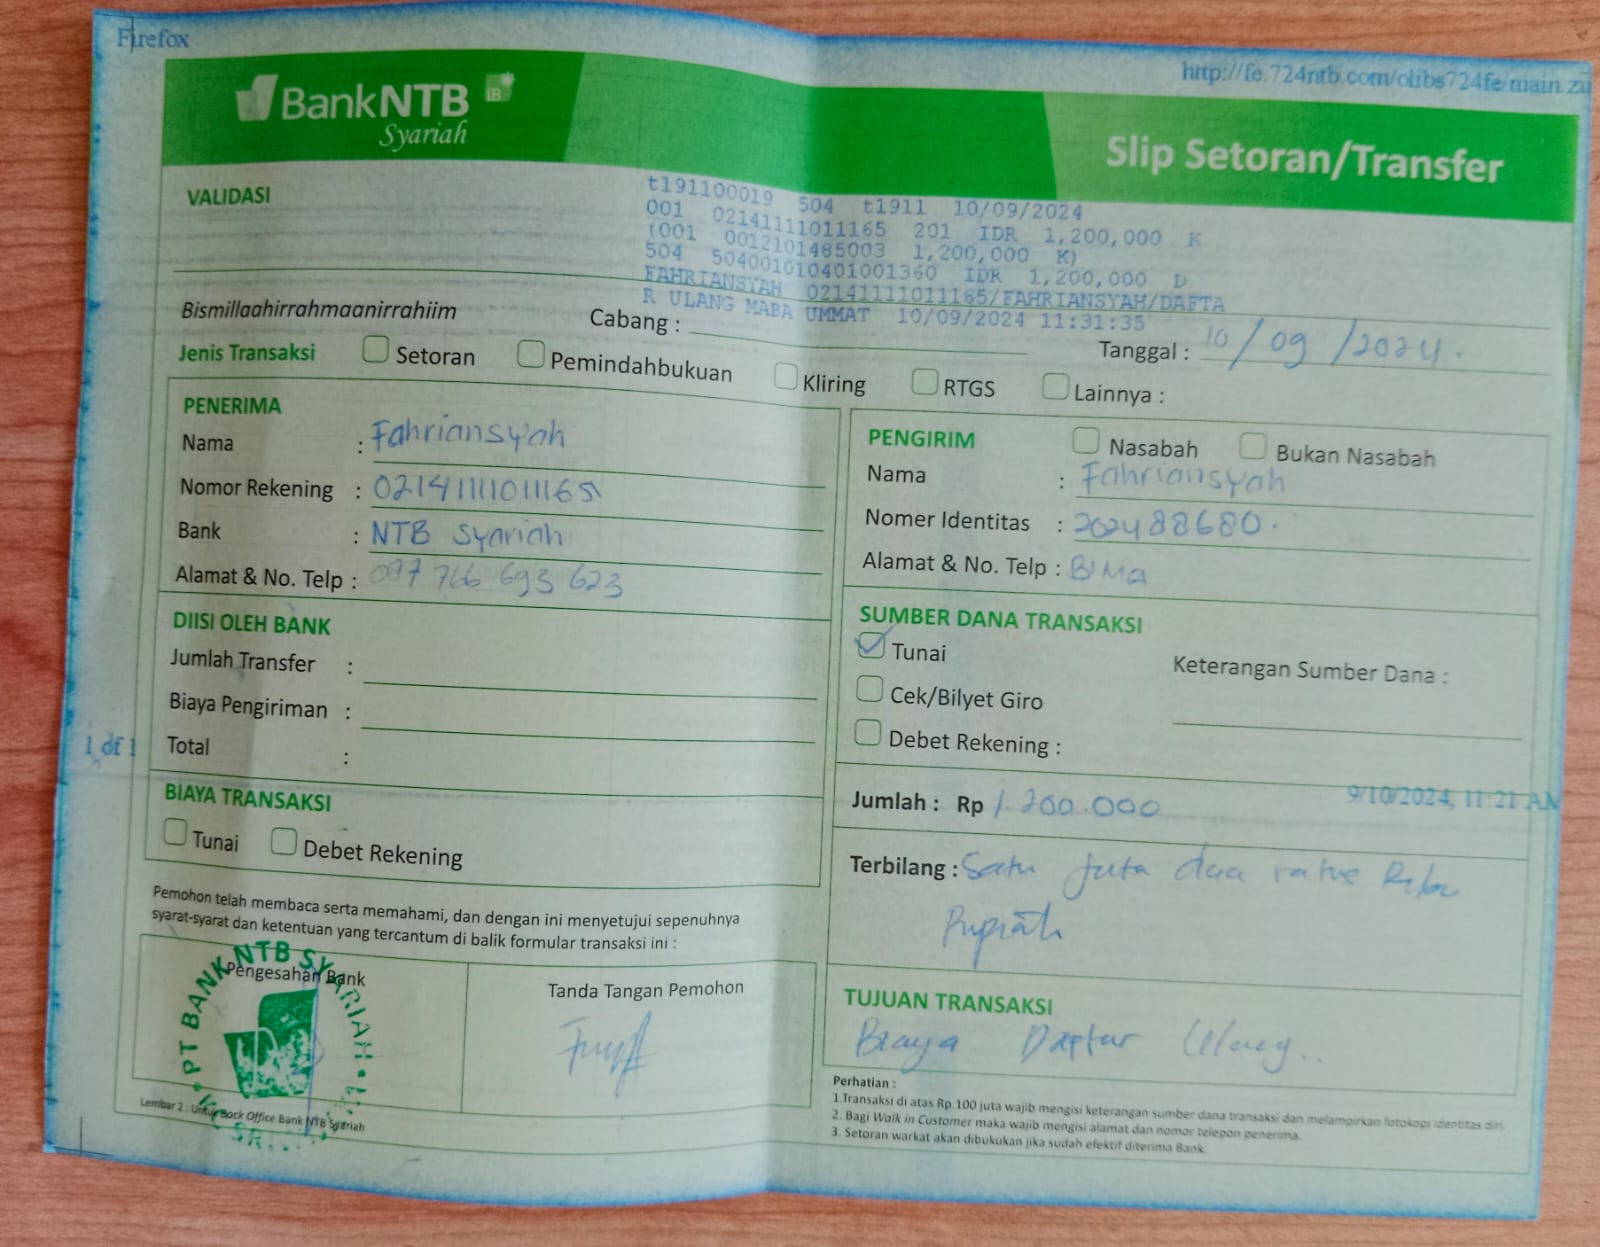 Firefox
http://fe.724ntb.com/olibs724fe/main.zu
BankNTB
Syariah
Slip Setoran/Transfer
VALIDASI
t191100019 504 t1911 10/09/2024
001 02141111011165 201 IDR 1,200,000 K
(001 0012101485003 1,200,000 K)
504 504001010401001360 IDR 1,200,000 D
FAHRIANSYAH 02141111011165/FAHRIANSYAH/DAFTA
R ULANG MABA UMMAT 10/09/2024 11:31:35
Bismillaahirrahmaanirrahiim
Cabang :
Tanggal : 10/09/2024.
Jenis Transaksi Setoran Pemindahbukuan Kliring RTGS Lainnya :
PENERIMA
Nama : Fahriansyah
Nomor Rekening : 02141111011165
Bank : NTB Syariah
Alamat & No. Telp : 087 766 693 623
PENGIRIM Nasabah Bukan Nasabah
Nama : Fahriansyah
Nomer Identitas : 202488680.
Alamat & No. Telp : BIMA
DIISI OLEH BANK
Jumlah Transfer :
Biaya Pengiriman :
Total :
SUMBER DANA TRANSAKSI
Tunai
Keterangan Sumber Dana :
Cek/Bilyet Giro
Debet Rekening :
1 of 1
BIAYA TRANSAKSI
Tunai Debet Rekening
Jumlah : Rp 1.200.000
9/10/2024, 11:21 AM
Terbilang : Satu juta dua ratus Ribu
Rupiah
Pemohon telah membaca serta memahami, dan dengan ini menyetujui sepenuhnya
syarat-syarat dan ketentuan yang tercantum di balik formular transaksi ini :
Pengesahan Bank
Tanda Tangan Pemohon
PT BANK NTB SYARIAH
Lembar 2 : Untuk Back Office Bank NTB Syariah
TUJUAN TRANSAKSI
Biaya Daptar Ulang..
Perhatian :
1.Transaksi di atas Rp.100 juta wajib mengisi keterangan sumber dana transaksi dan melampirkan fotokopi identitas diri.
2. Bagi Walk in Customer maka wajib mengisi alamat dan nomor telepon penerima.
3. Setoran warkat akan dibukukan jika sudah efektif diterima Bank.